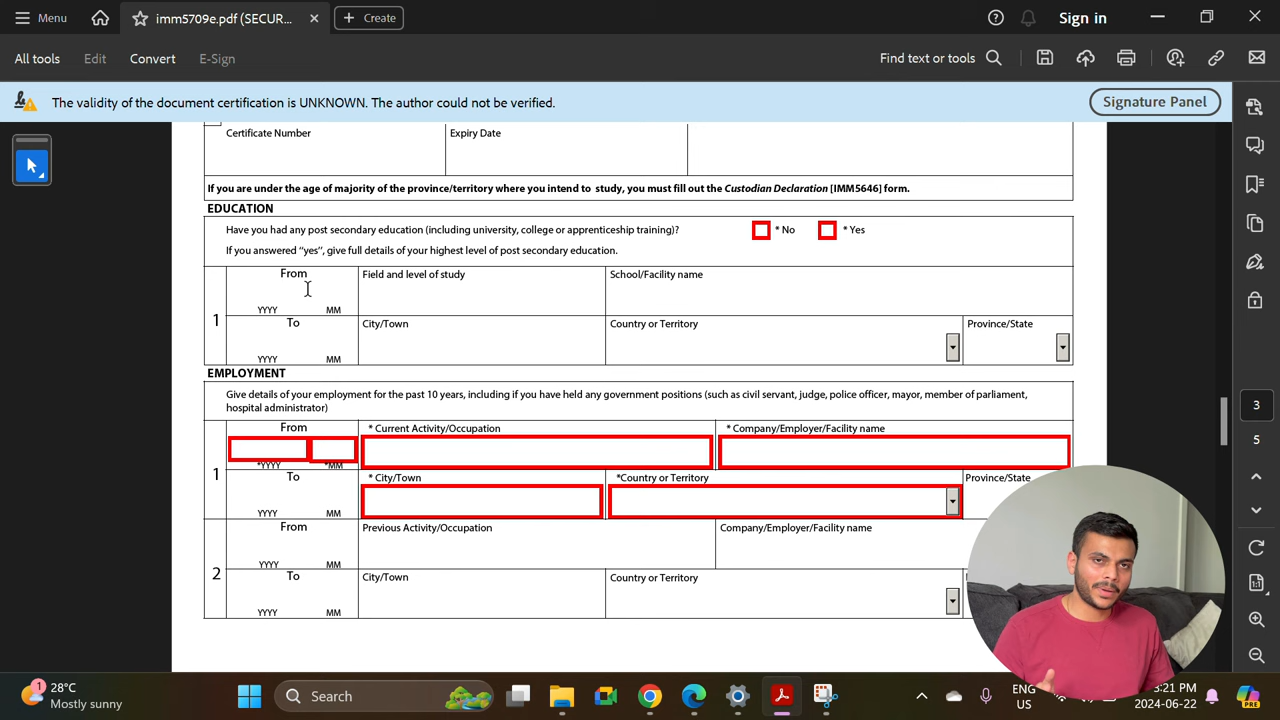 Menu
imm5709e.pdf (SECUR...
Create
Sign in
All tools
Edit
Convert
E-Sign
Find text or tools
The validity of the document certification is UNKNOWN. The author could not be verified.
Signature Panel
Certificate Number
Expiry Date
If you are under the age of majority of the province/territory where you intend to study, you must fill out the Custodian Declaration [IMM5646] form.
EDUCATION
Have you had any post secondary education (including university, college or apprenticeship training)?
* No
* Yes
If you answered "yes", give full details of your highest level of post secondary education.
1
From
YYYY
MM
Field and level of study
School/Facility name
To
YYYY
MM
City/Town
Country or Territory
Province/State
EMPLOYMENT
Give details of your employment for the past 10 years, including if you have held any government positions (such as civil servant, judge, police officer, mayor, member of parliament,
hospital administrator)
1
From
*YYYY
*MM
* Current Activity/Occupation
* Company/Employer/Facility name
To
YYYY
MM
* City/Town
*Country or Territory
Province/State
2
From
YYYY
MM
Previous Activity/Occupation
Company/Employer/Facility name
To
YYYY
MM
City/Town
Country or Territory
3
5
1
28°C
Mostly sunny
Search
ENG
US
3:21 PM
2024-06-22
PRE